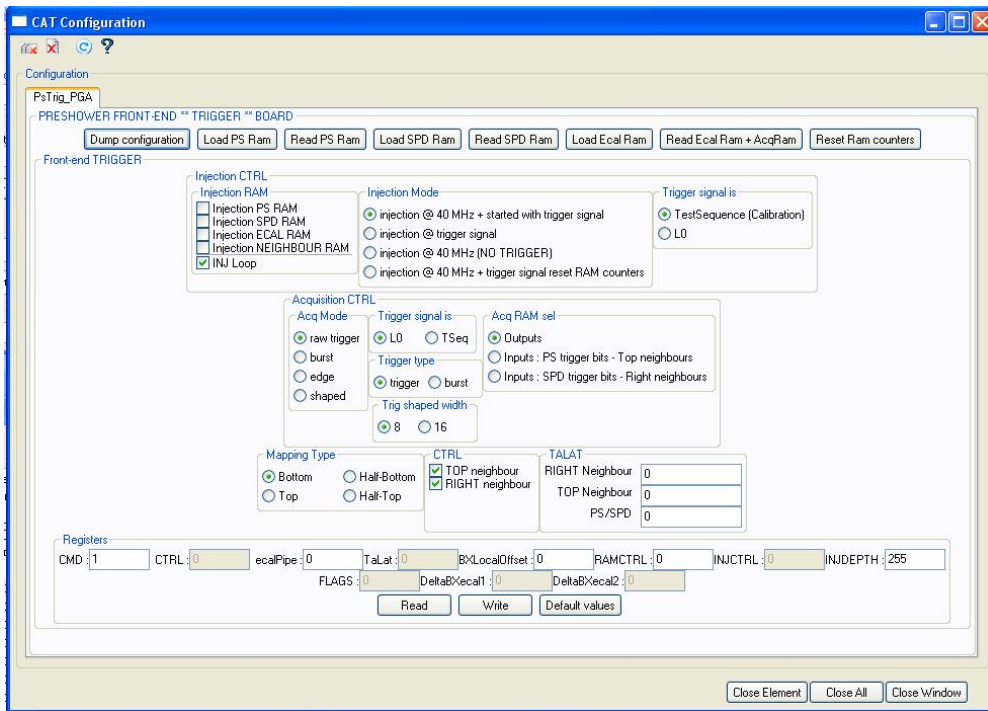 CAT Configuration
Configuration
PsTrig_PGA
PRESHOWER FRONT-END ** TRIGGER ** BOARD
Dump configuration Load PS Ram Read PS Ram Load SPD Ram Read SPD Ram Load Ecal Ram Read Ecal Ram + AcqRam Reset Ram counters
Front-end TRIGGER
Injection CTRL
Injection RAM
Injection PS RAM
Injection SPD RAM
Injection ECAL RAM
Injection NEIGHBOUR RAM
INJ Loop
Injection Mode
injection @ 40 MHz + started with trigger signal
injection @ trigger signal
injection @ 40 MHz (NO TRIGGER)
injection @ 40 MHz + trigger signal reset RAM counters
Trigger signal is
TestSequence (Calibration)
L0
Acquisition CTRL
Acq Mode
raw trigger
burst
edge
shaped
Trigger signal is
L0 TSeq
Trigger type
trigger burst
Trig shaped width
8 16
Acq RAM sel
Outputs
Inputs : PS trigger bits - Top neighbours
Inputs : SPD trigger bits - Right neighbours
Mapping Type
Bottom Half-Bottom
Top Half-Top
CTRL
TOP neighbour
RIGHT neighbour
TALAT
RIGHT Neighbour 0
TOP Neighbour 0
PS/SPD 0
Registers
CMD : 1 CTRL : 0 ecalPipe : 0 TaLat : 0 BXLocalOffset : 0 RAMCTRL : 0 INJCTRL : 0 INJDEPTH : 255
FLAGS : 0 DeltaBXecal1 : 0 DeltaBXecal2 : 0
Read Write Default values
Close Element Close All Close Window